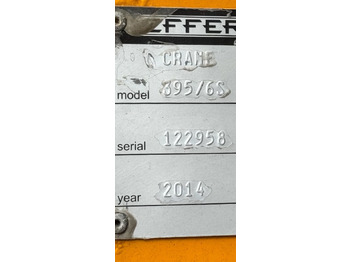 EFFER
CRANE
model 395/6S
serial 122958
year 2014